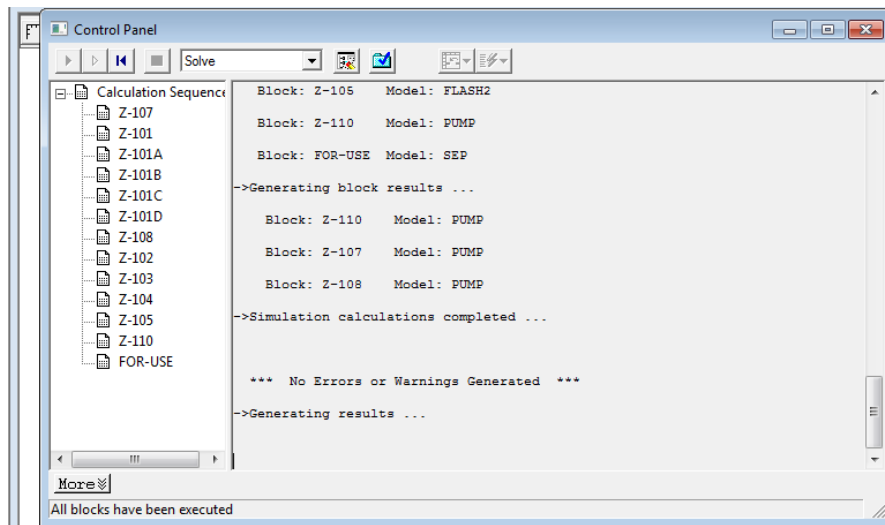 Control Panel
Solve
Calculation Sequence
Z-107
Z-101
Z-101A
Z-101B
Z-101C
Z-101D
Z-108
Z-102
Z-103
Z-104
Z-105
Z-110
FOR-USE
Block: Z-105 Model: FLASH2
Block: Z-110 Model: PUMP
Block: FOR-USE Model: SEP
->Generating block results ...
Block: Z-110 Model: PUMP
Block: Z-107 Model: PUMP
Block: Z-108 Model: PUMP
->Simulation calculations completed ...
*** No Errors or Warnings Generated ***
->Generating results ...
More
All blocks have been executed